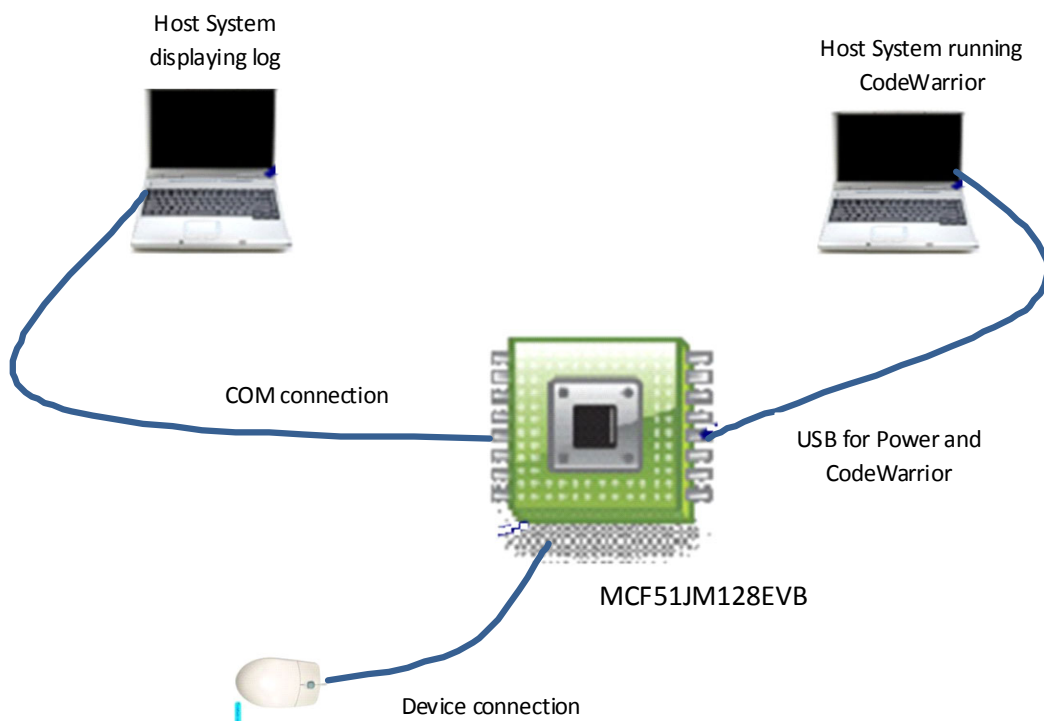 Host System
displaying log
Host System running
CodeWarrior
COM connection
USB for Power and
CodeWarrior
MCF51JM128EVB
Device connection